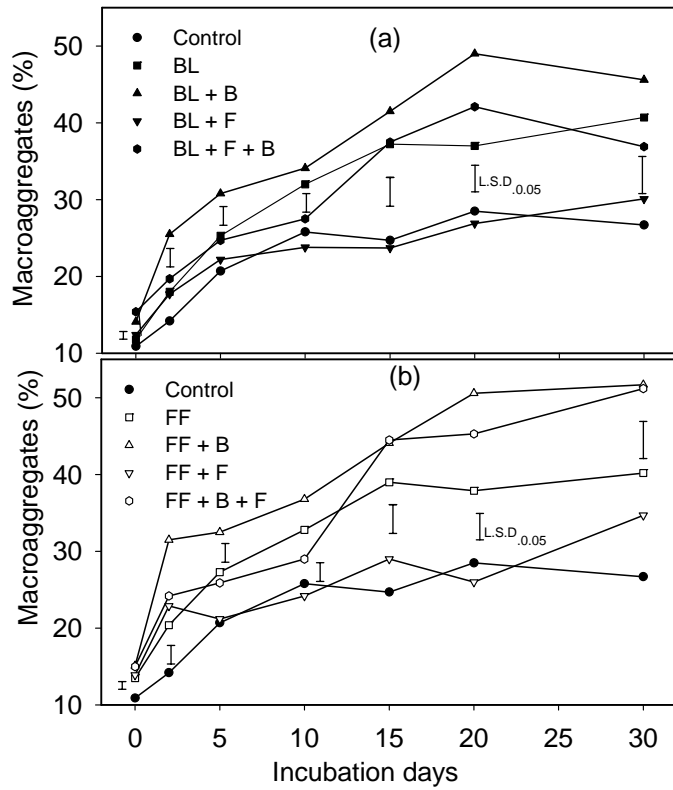 (a)
Control
BL
BL + B
BL + F
BL + F + B
Macroaggregates (%)
50
40
30
20
10
L.S.D.0.05
(b)
Control
FF
FF + B
FF + F
FF + B + F
Macroaggregates (%)
50
40
30
20
10
L.S.D.0.05
0 5 10 15 20 25 30
Incubation days